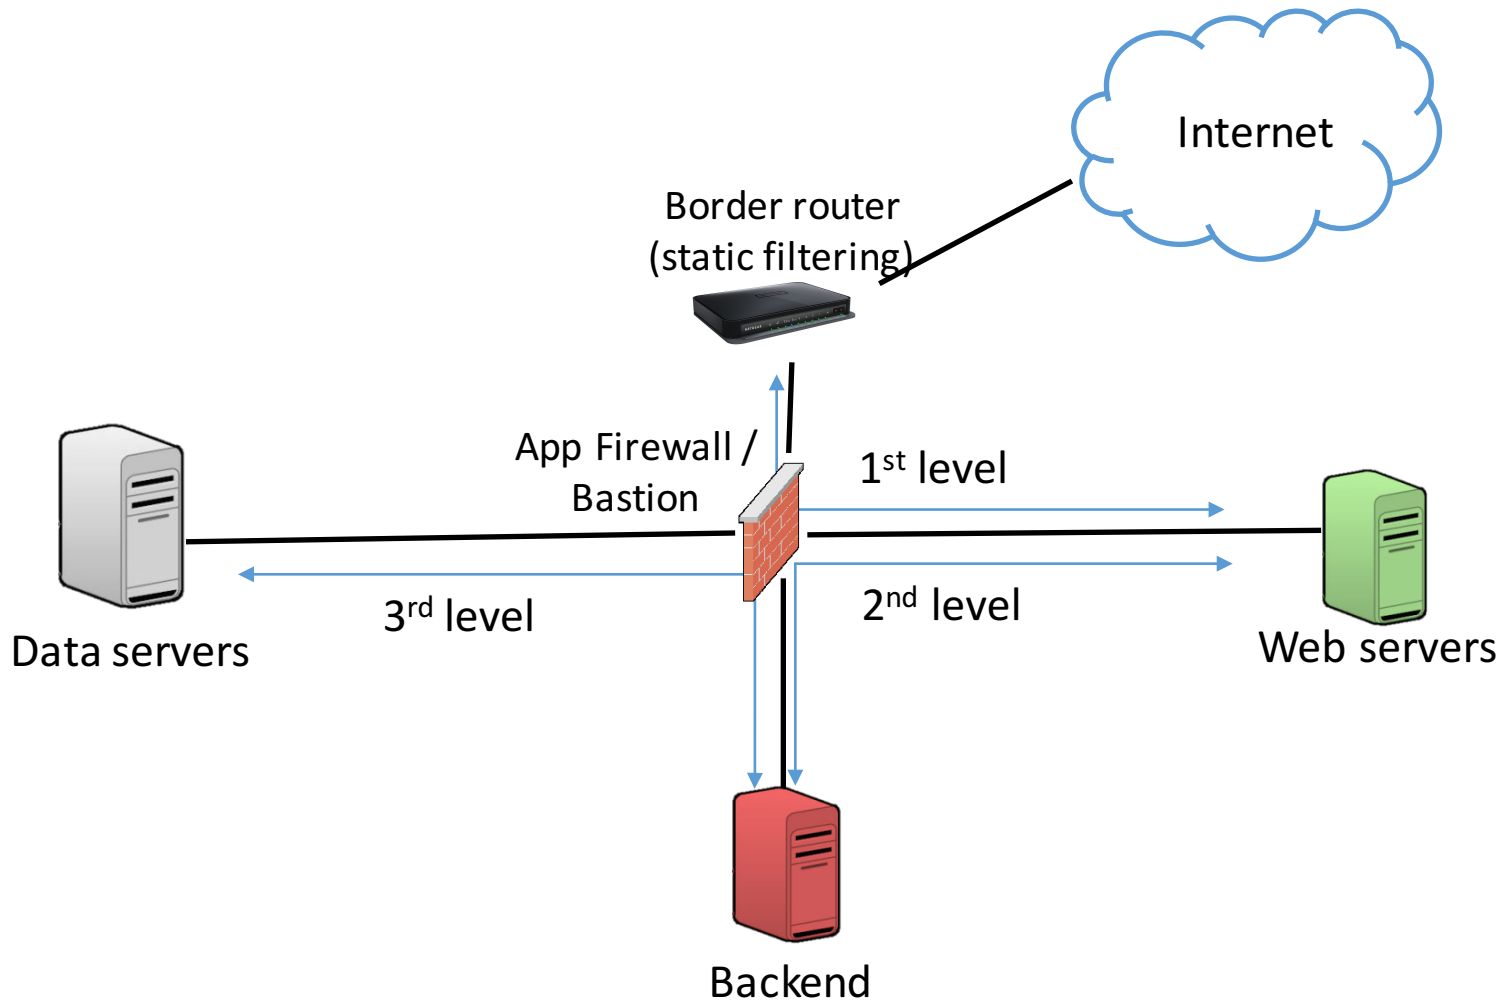 Internet
Border router
(static filtering)
App Firewall /
Bastion
1st level
3rd level
2nd level
Data servers
Web servers
Backend